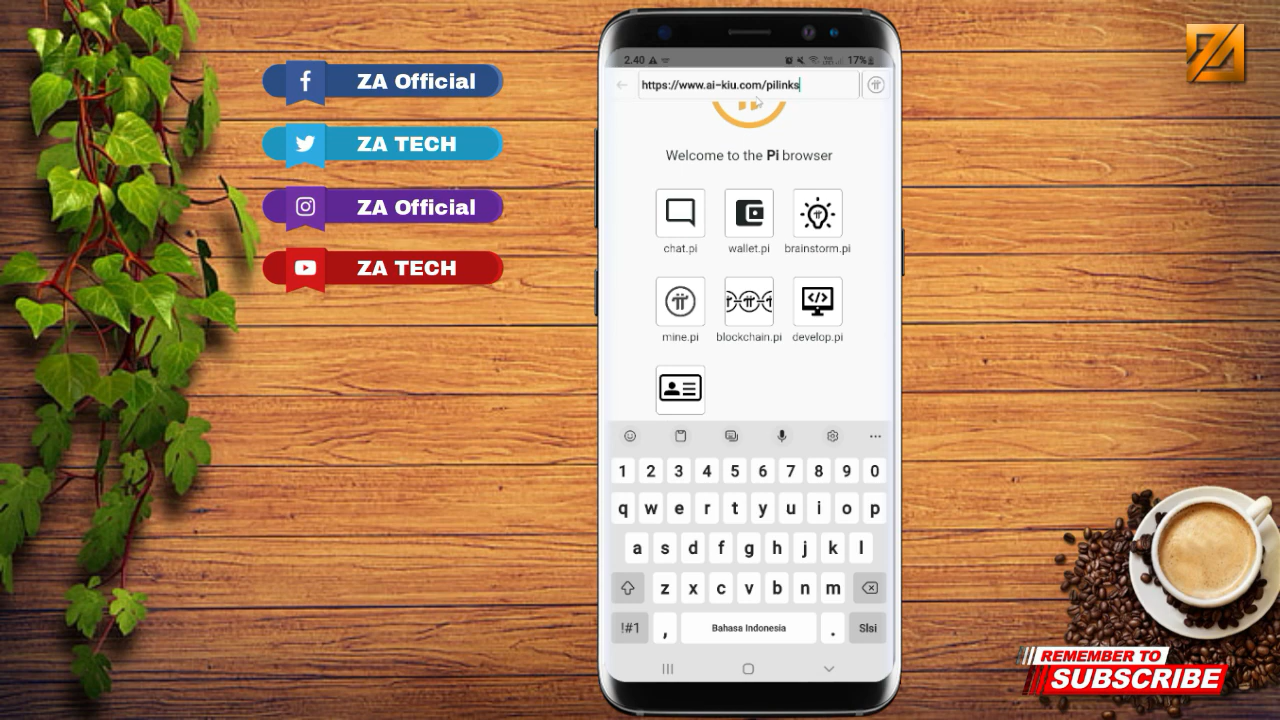 ZA Official
ZA TECH
ZA Official
ZA TECH
ZA
2.40
17%
https://www.ai-kiu.com/pilinks
Welcome to the Pi browser
chat.pi
wallet.pi
brainstorm.pi
mine.pi
blockchain.pi
develop.pi
1 2 3 4 5 6 7 8 9 0
q w e r t y u i o p
a s d f g h j k l
z x c v b n m
!#1 , Bahasa Indonesia . Slsi
REMEMBER TO
SUBSCRIBE